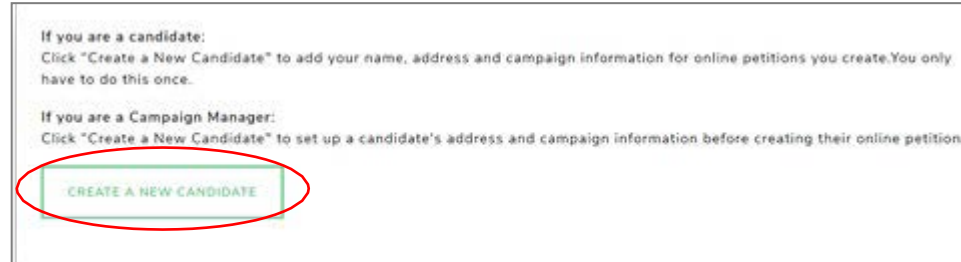 If you are a candidate:
Click "Create a New Candidate" to add your name, address and campaign information for online petitions you create.You only
have to do this once.
If you are a Campaign Manager:
Click "Create a New Candidate" to set up a candidate's address and campaign information before creating their online petition
CREATE A NEW CANDIDATE